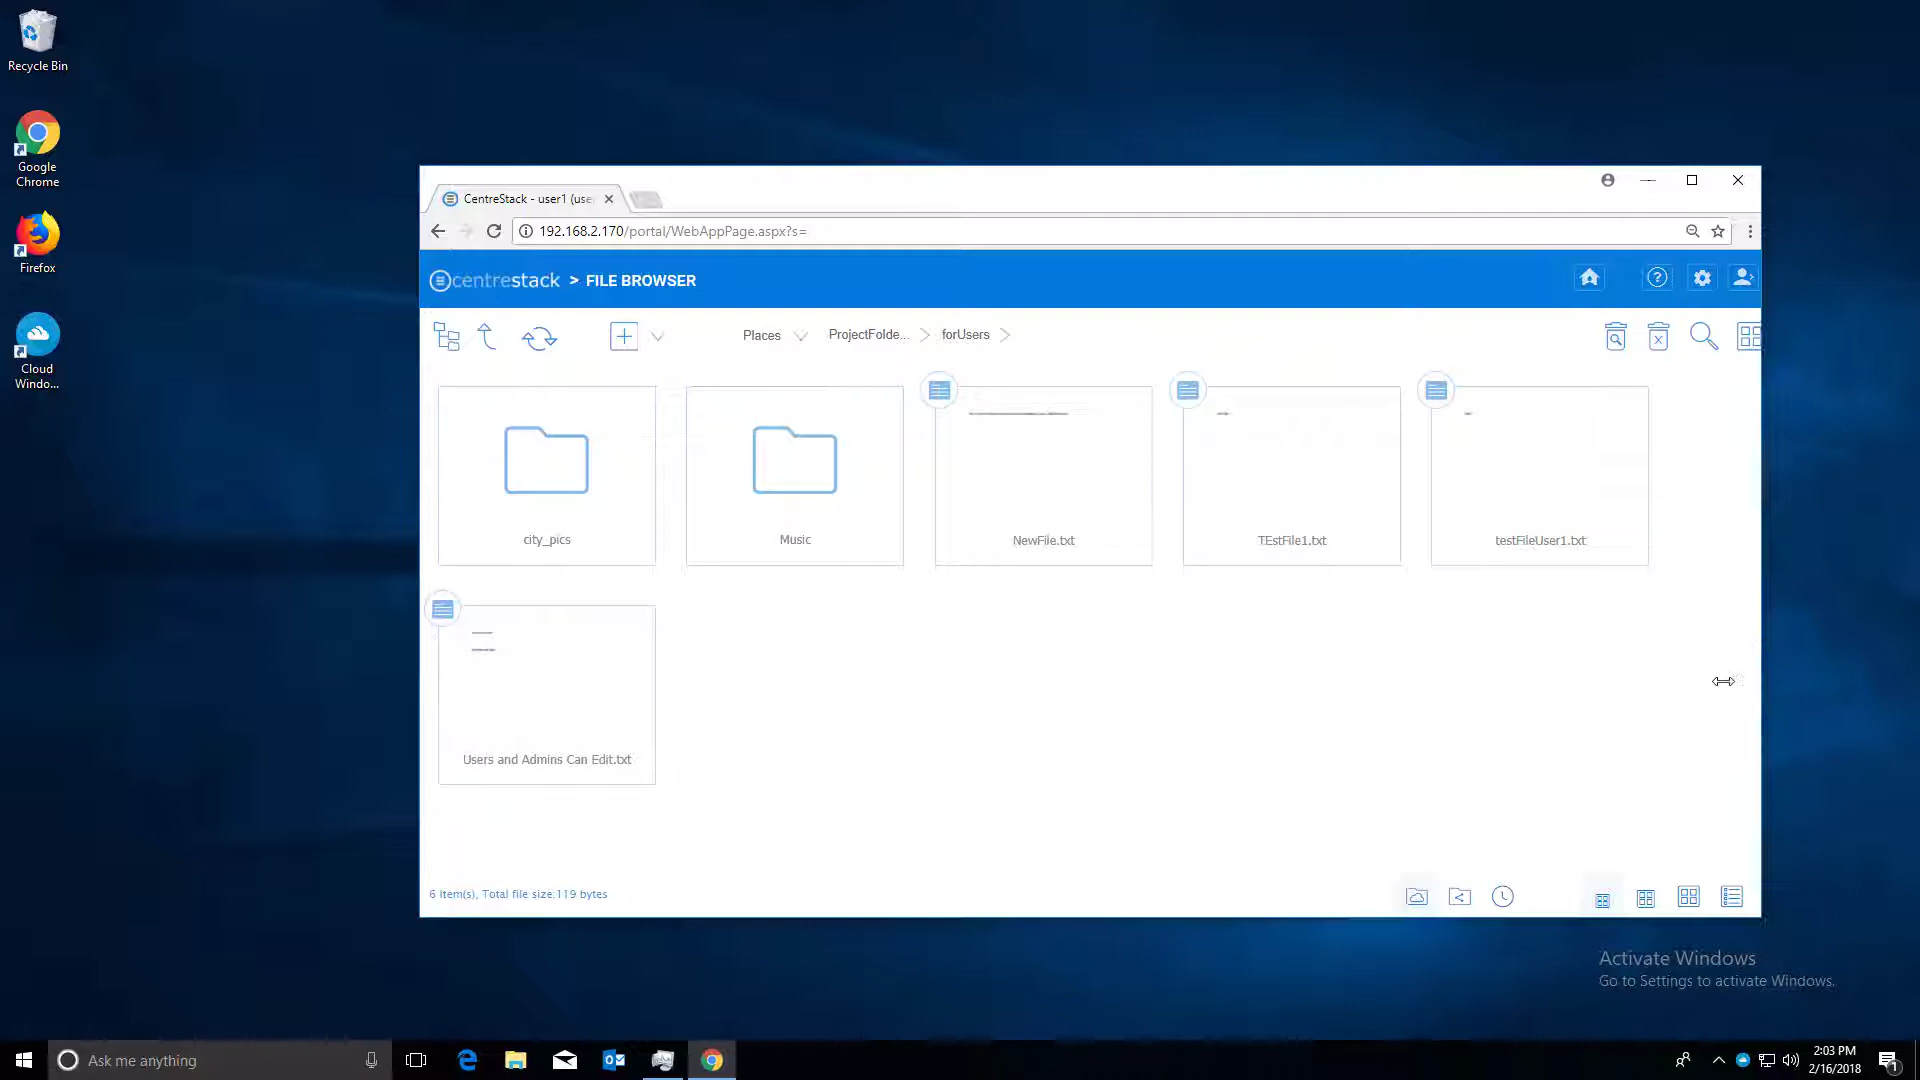 Recycle Bin
Google
Chrome
Firefox
Cloud
Windo...
CentreStack - user1 (use
192.168.2.170/portal/WebAppPage.aspx?s=
centrestack > FILE BROWSER
Places
ProjectFolde...
forUsers
city_pics
Music
NewFile.txt
TEstFile1.txt
testFileUser1.txt
Users and Admins Can Edit.txt
6 Item(s), Total file size:119 bytes
Activate Windows
Go to Settings to activate Windows.
Ask me anything
2:03 PM
2/16/2018
1